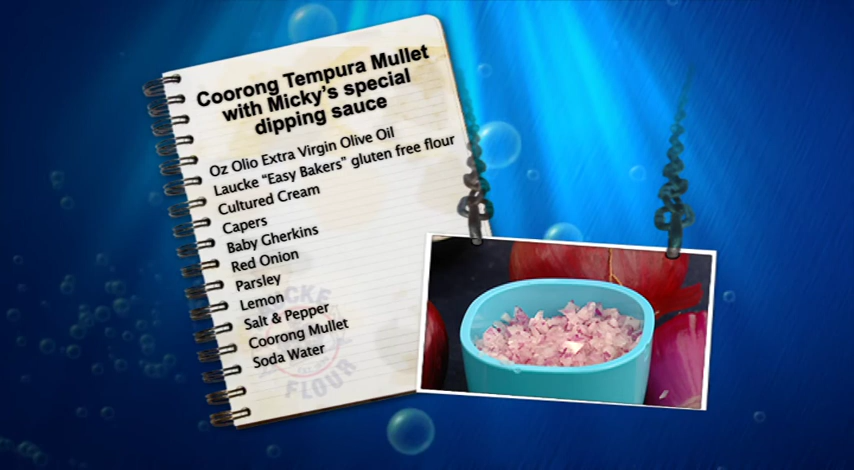 Coorong Tempura Mullet
with Micky's special
dipping sauce
Oz Olio Extra Virgin Olive Oil
Laucke "Easy Bakers" gluten free flour
Cultured Cream
Capers
Baby Gherkins
Red Onion
Parsley
Lemon
Salt & Pepper
Coorong Mullet
Soda Water
FLOUR